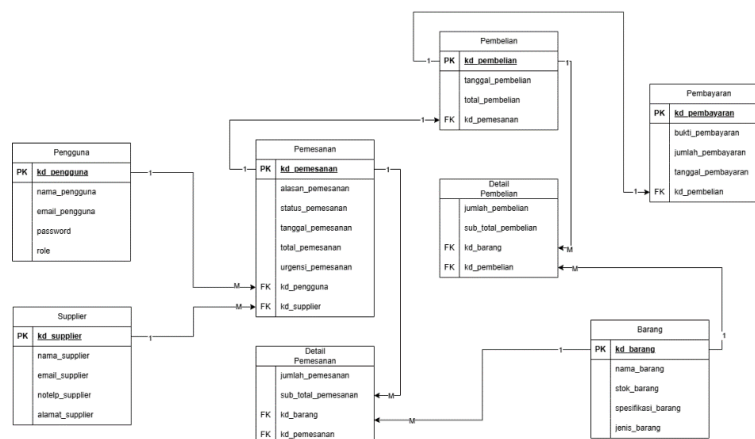 Pembelian
PK kd_pembelian
tanggal_pembelian
total_pembelian
FK kd_pemesanan
1
1
1
1
Pembayaran
PK kd_pembayaran
bukti_pembayaran
jumlah_pembayaran
tanggal_pembayaran
FK kd_pembelian
1
Pengguna
PK kd_pengguna
nama_pengguna
email_pengguna
password
role
1
Pemesanan
PK kd_pemesanan
alasan_pemesanan
status_pemesanan
tanggal_pemesanan
total_pemesanan
urgensi_pemesanan
FK kd_pengguna
FK kd_supplier
1
1
M
M
Detail
Pembelian
jumlah_pembelian
sub_total_pembelian
FK kd_barang
FK kd_pembelian
M
M
Supplier
PK kd_supplier
nama_supplier
email_supplier
notelp_supplier
alamat_supplier
1
Detail
Pemesanan
jumlah_pemesanan
sub_total_pemesanan
FK kd_barang
FK kd_pemesanan
M
M
Barang
PK kd_barang
nama_barang
stok_barang
spesifikasi_barang
jenis_barang
1
1